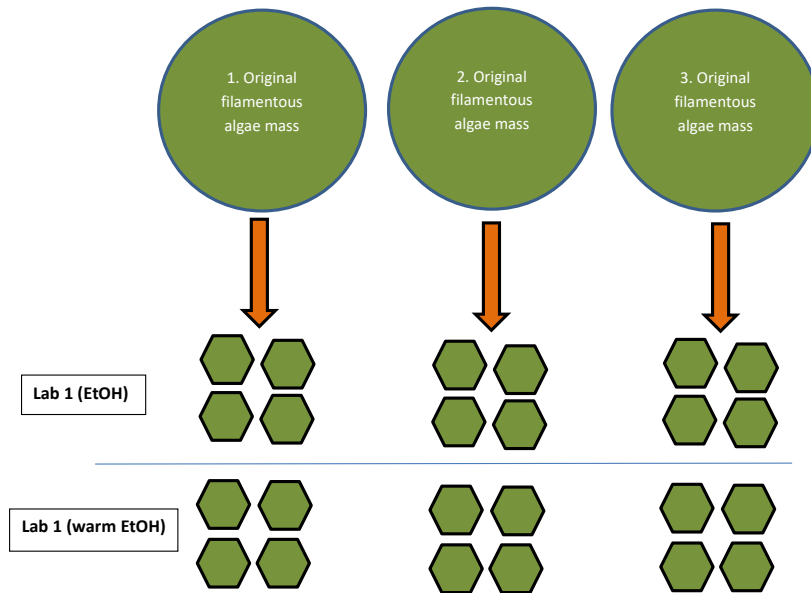 1. Original
filamentous
algae mass
2. Original
filamentous
algae mass
3. Original
filamentous
algae mass
Lab 1 (EtOH)
Lab 1 (warm EtOH)